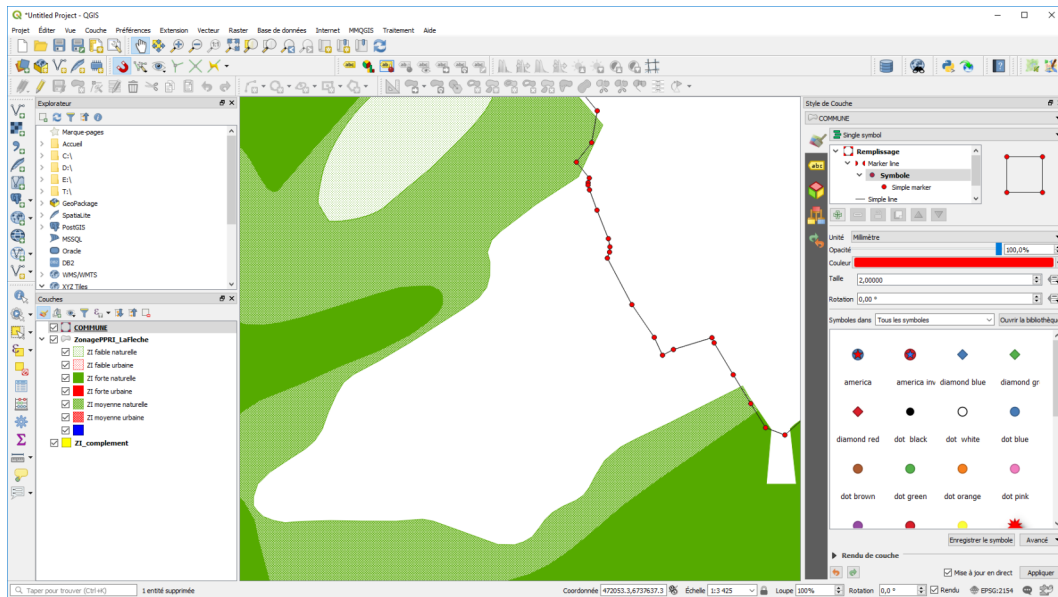 *Untitled Project - QGIS
Projet Éditer Vue Couche Préférences Extension Vecteur Raster Base de données Internet MMQGIS Traitement Aide
Explorateur
Marque-pages
Accueil
C:\
D:\
E:\
T:\
GeoPackage
SpatiaLite
PostGIS
MSSQL
Oracle
DB2
WMS/WMTS
XYZ Tiles
Couches
COMMUNE
ZonagePPRI_LaFleche
ZI faible naturelle
ZI faible urbaine
ZI forte naturelle
ZI forte urbaine
ZI moyenne naturelle
ZI moyenne urbaine
ZI_complement
Style de Couche
COMMUNE
Single symbol
Remplissage
Marker line
Symbole
Simple marker
Simple line
Unité Millimètre
Opacité 100,0%
Couleur
Taille 2,00000
Rotation 0,00 °
Symboles dans Tous les symboles Ouvrir la bibliothèqu
america america inv diamond blue diamond gr
diamond red dot black dot white dot blue
dot brown dot green dot orange dot pink
Enregistrer le symbole Avancé
Rendu de couche
Mise à jour en direct Appliquer
Taper pour trouver (Ctrl+K) 1 entité supprimée Coordonnée 472053.3,6737637.3 Échelle 1:3 425 Loupe 100% Rotation 0,0 ° Rendu EPSG:2154